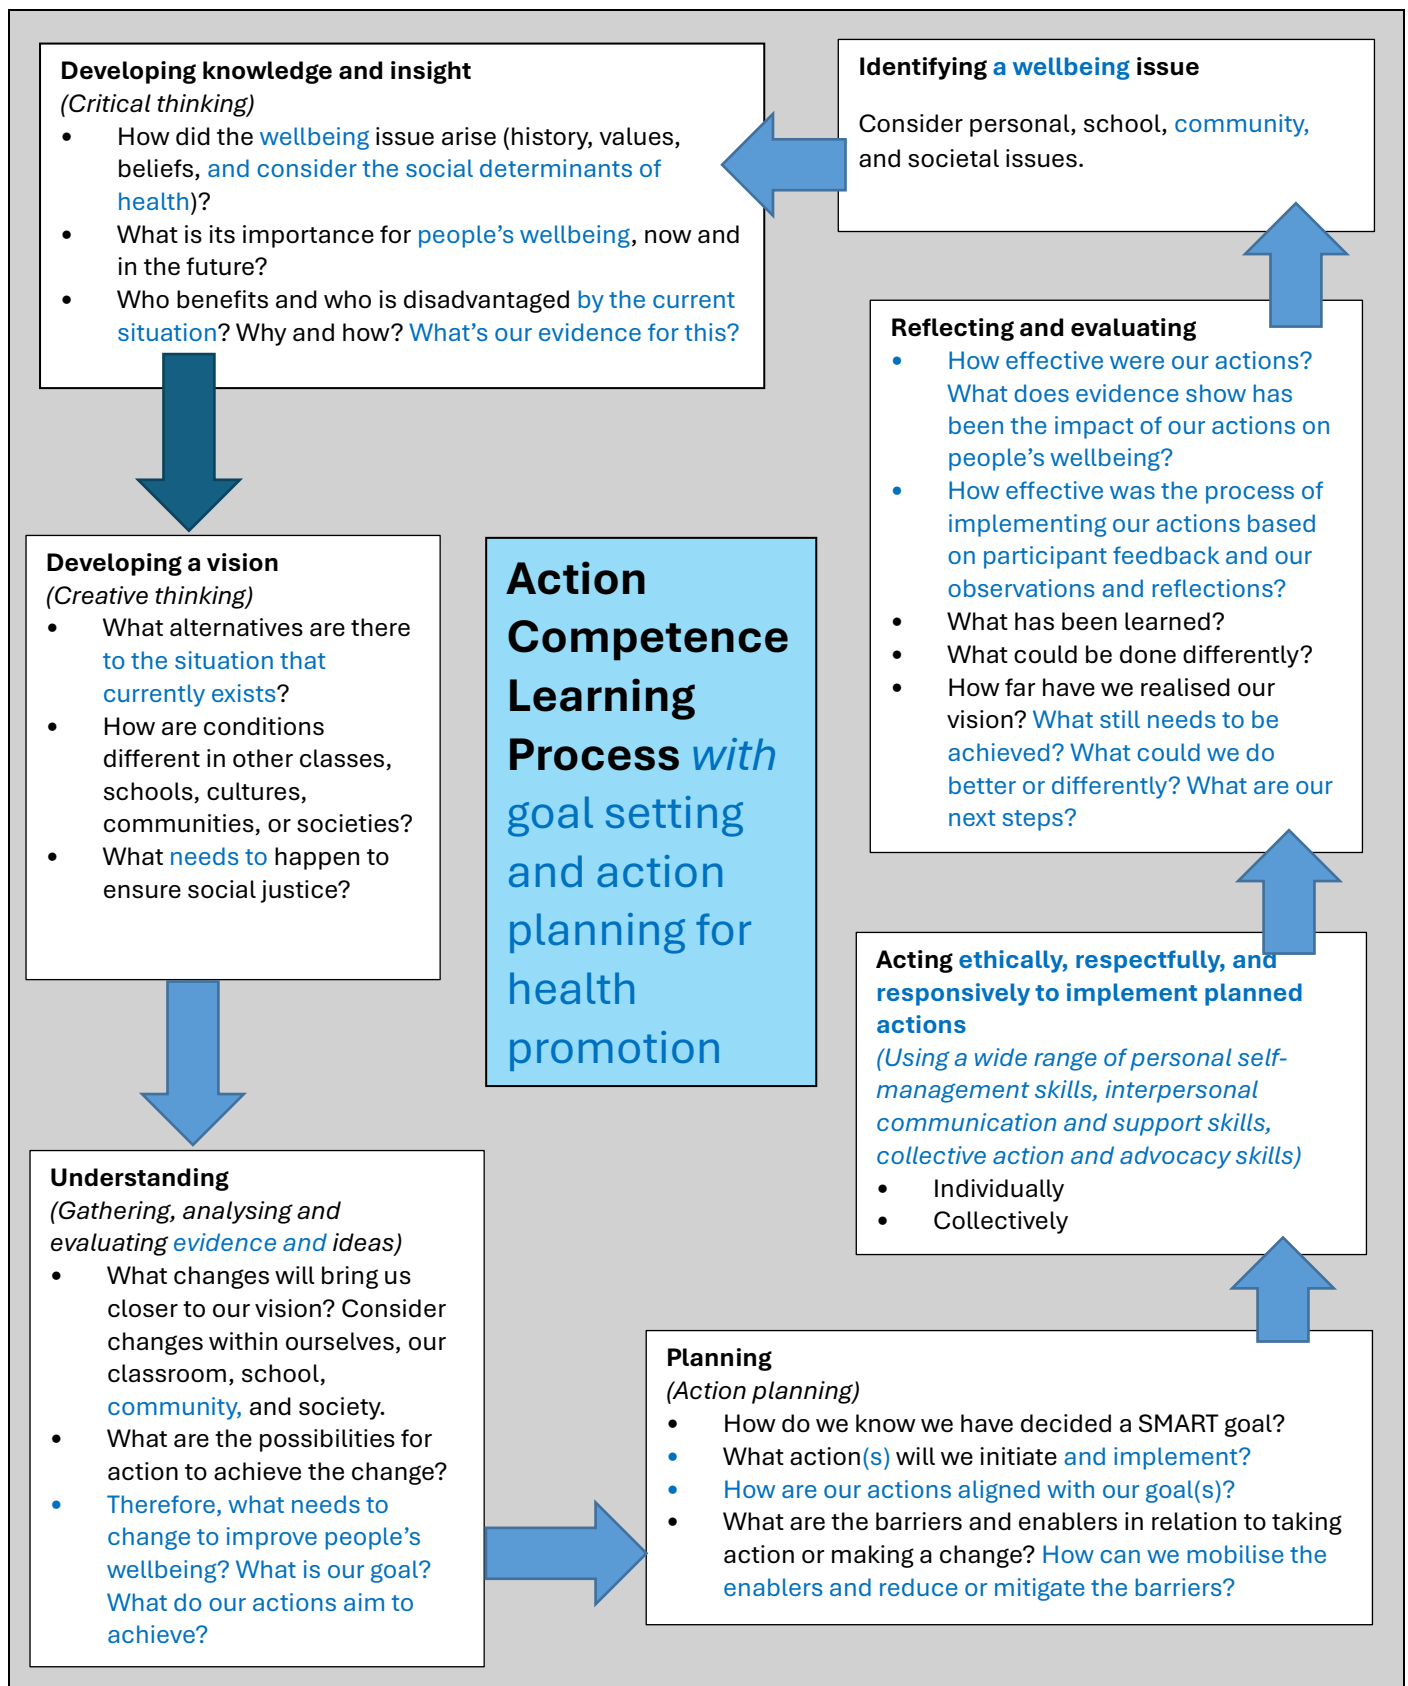 Identifying a wellbeing issue
Consider personal, school, community,
and societal issues.
Developing knowledge and insight
(Critical thinking)
• How did the wellbeing issue arise (history, values,
beliefs, and consider the social determinants of
health)?
• What is its importance for people’s wellbeing, now and
in the future?
• Who benefits and who is disadvantaged by the current
situation? Why and how? What’s our evidence for this?
Developing a vision
(Creative thinking)
• What alternatives are there
to the situation that
currently exists?
• How are conditions
different in other classes,
schools, cultures,
communities, or societies?
• What needs to happen to
ensure social justice?
Understanding
(Gathering, analysing and
evaluating evidence and ideas)
• What changes will bring us
closer to our vision? Consider
changes within ourselves, our
classroom, school,
community, and society.
• What are the possibilities for
action to achieve the change?
• Therefore, what needs to
change to improve people’s
wellbeing? What is our goal?
What do our actions aim to
achieve?
Planning
(Action planning)
• How do we know we have decided a SMART goal?
• What action(s) will we initiate and implement?
• How are our actions aligned with our goal(s)?
• What are the barriers and enablers in relation to taking
action or making a change? How can we mobilise the
enablers and reduce or mitigate the barriers?
Acting ethically, respectfully, and
responsively to implement planned
actions
(Using a wide range of personal self-
management skills, interpersonal
communication and support skills,
collective action and advocacy skills)
• Individually
• Collectively
Reflecting and evaluating
• How effective were our actions?
What does evidence show has
been the impact of our actions on
people’s wellbeing?
• How effective was the process of
implementing our actions based
on participant feedback and our
observations and reflections?
• What has been learned?
• What could be done differently?
• How far have we realised our
vision? What still needs to be
achieved? What could we do
better or differently? What are our
next steps?
Action
Competence
Learning
Process with
goal setting
and action
planning for
health
promotion